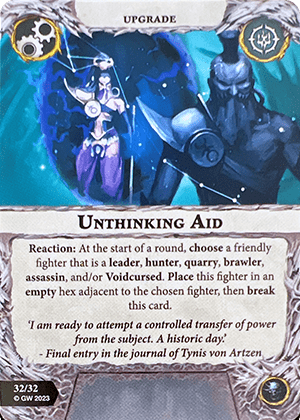 UPGRADE
UNTHINKING AID
Reaction: At the start of a round, choose a friendly
fighter that is a leader, hunter, quarry, brawler,
assassin, and/or Voidcursed. Place this fighter in an
empty hex adjacent to the chosen fighter, then break
this card.
'I am ready to attempt a controlled transfer of power
from the subject. A historic day.'
- Final entry in the journal of Tynis von Artzen
32/32
© GW 2023